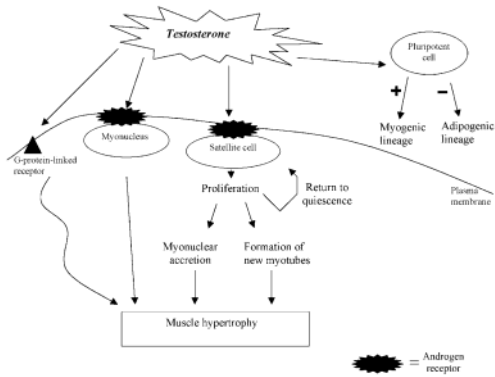 Testosterone
Pluripotent
cell
+
−
Myogenic
lineage
Adipogenic
lineage
Myonucleus
Satellite cell
G-protein-linked
receptor
Proliferation
Return to
quiescence
Plasma
membrane
Myonuclear
accretion
Formation of
new myotubes
Muscle hypertrophy
= Androgen
receptor